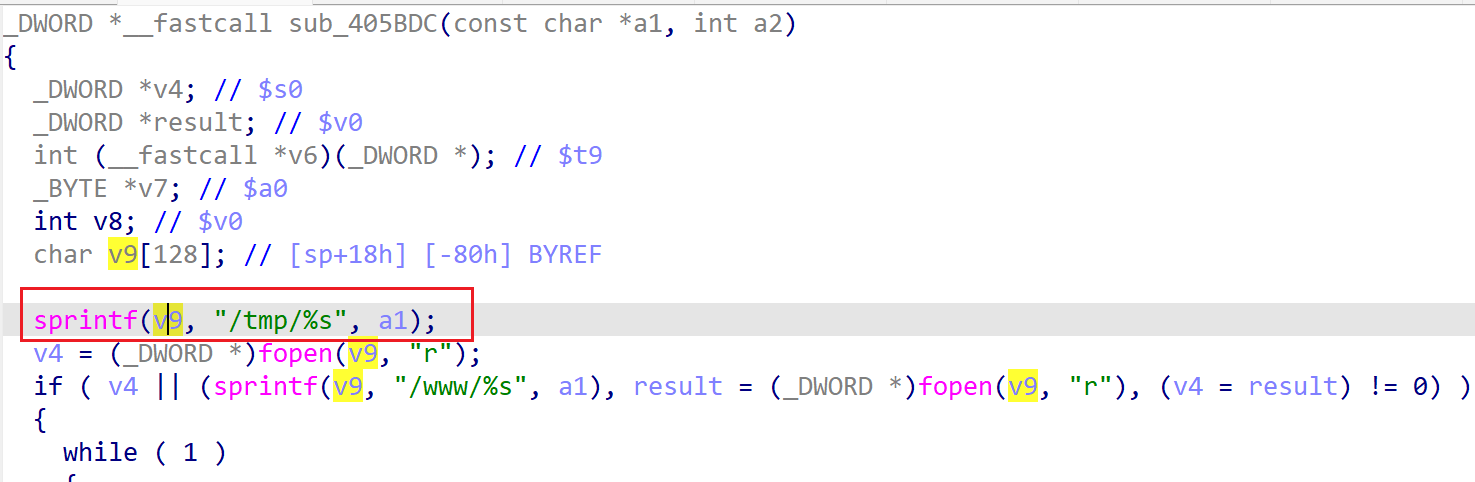 _DWORD *__fastcall sub_405BDC(const char *a1, int a2)
{
  _DWORD *v4; // $s0
  _DWORD *result; // $v0
  int (__fastcall *v6)(_DWORD *); // $t9
  _BYTE *v7; // $a0
  int v8; // $v0
  char v9[128]; // [sp+18h] [-80h] BYREF
  sprintf(v9, "/tmp/%s", a1);
  v4 = (_DWORD *)fopen(v9, "r");
  if ( v4 || (sprintf(v9, "/www/%s", a1), result = (_DWORD *)fopen(v9, "r"), (v4 = result) != 0) )
  {
    while ( 1 )
    {